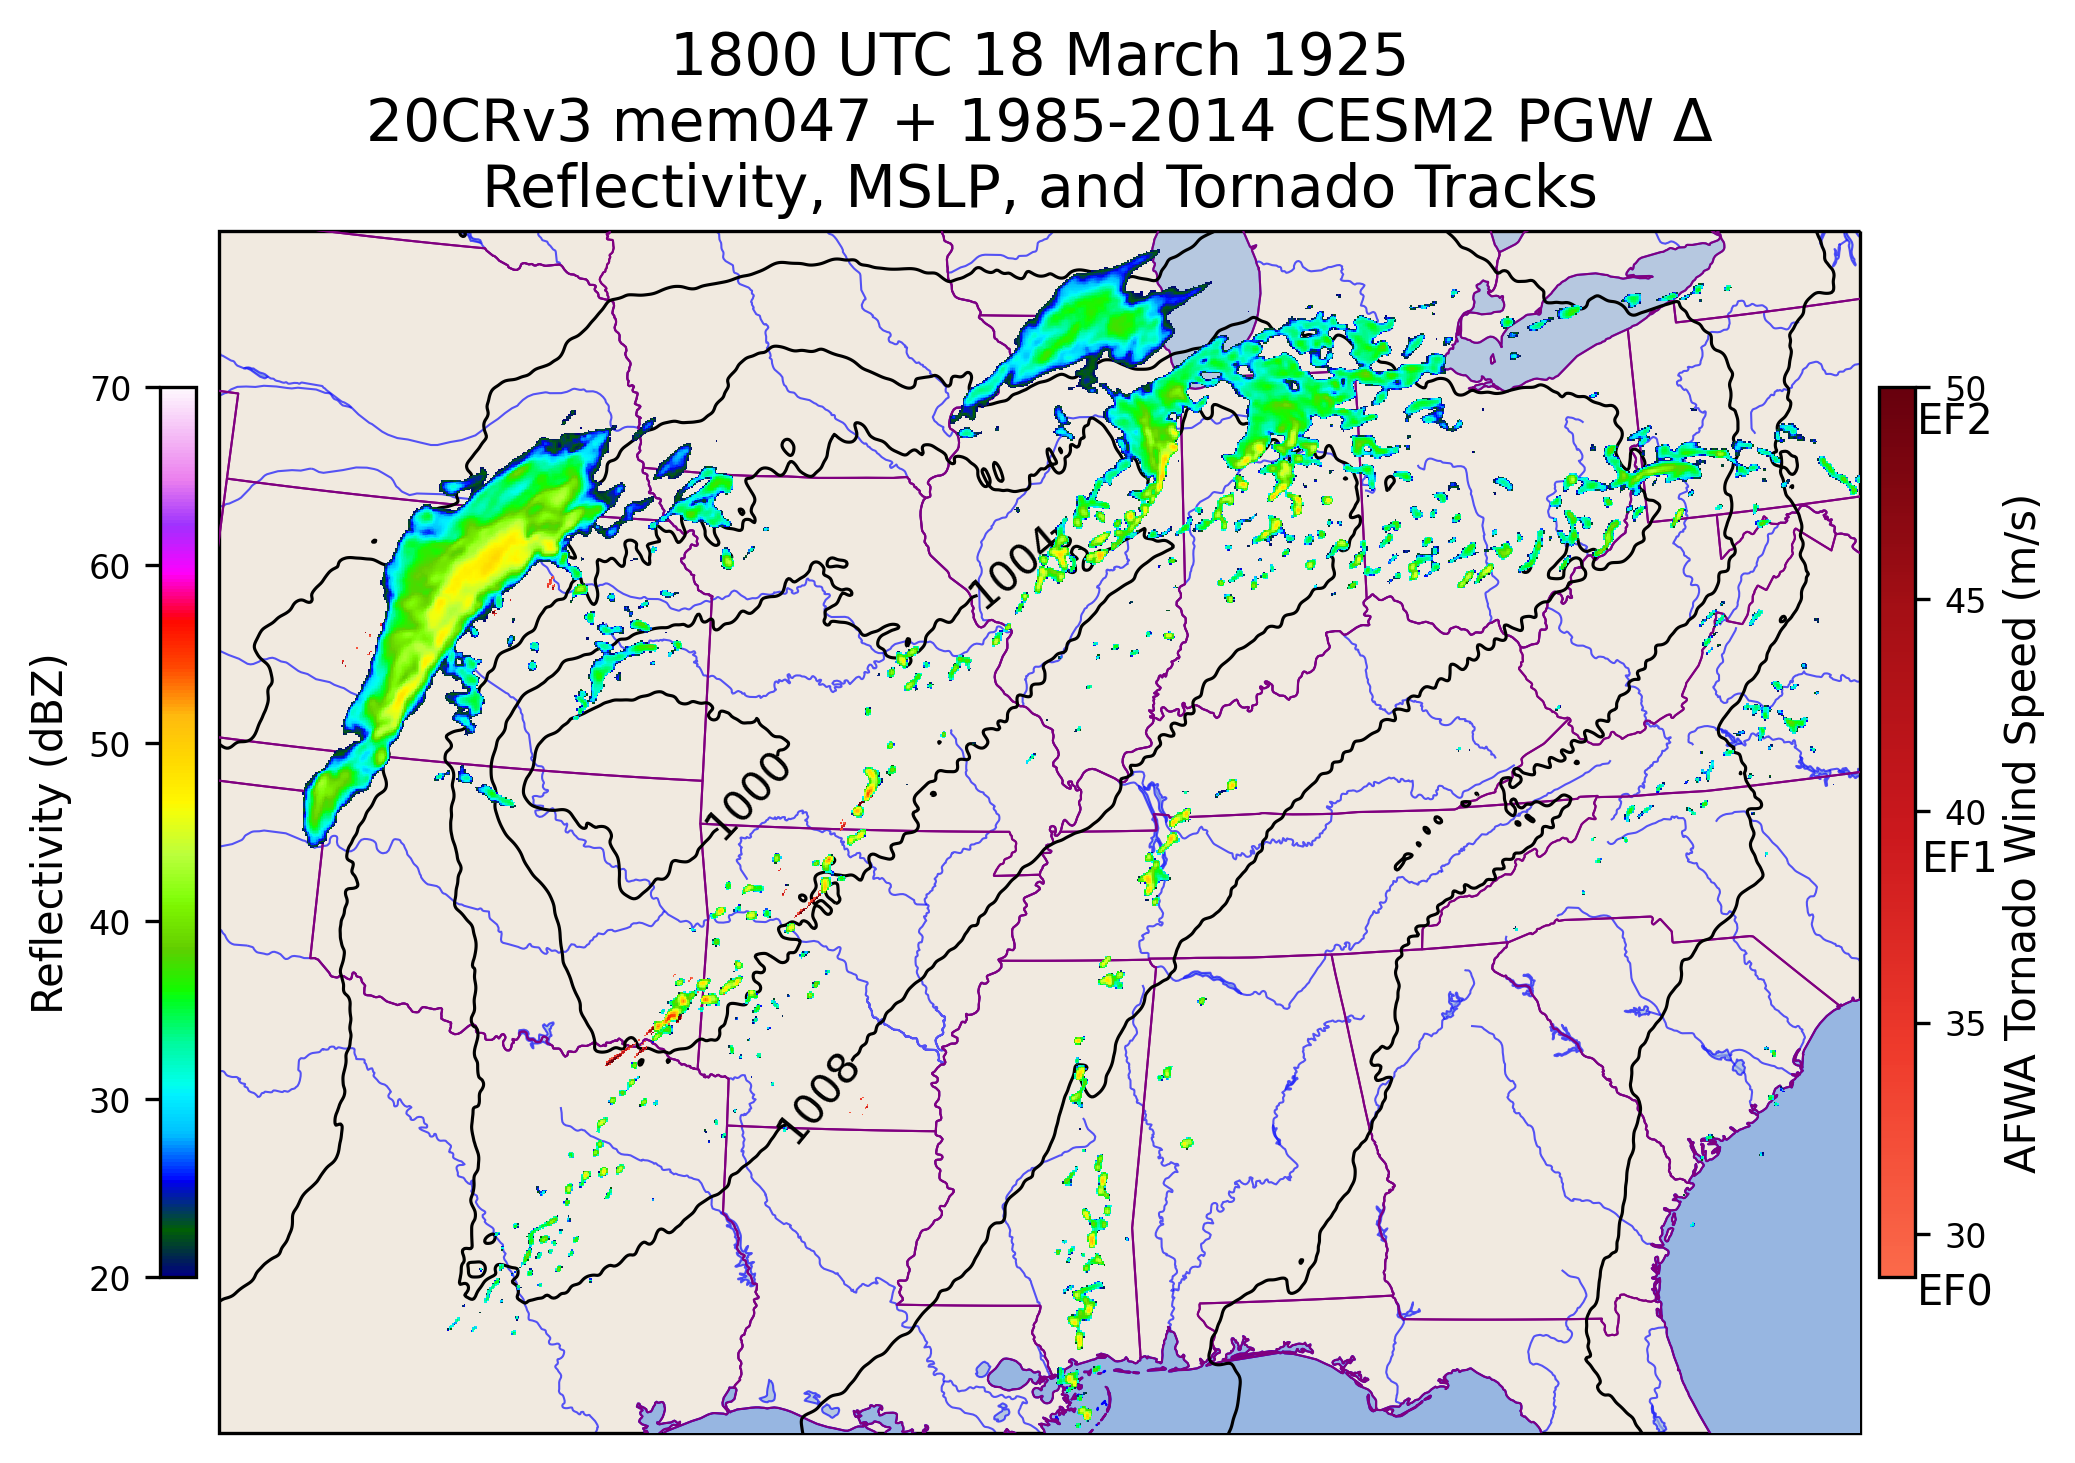 1800 UTC 18 March 1925
20CRv3 mem047 + 1985-2014 CESM2 PGW Δ
Reflectivity, MSLP, and Tornado Tracks
Reflectivity (dBZ)
70
60
50
40
30
20
1004
1000
1008
50
EF2
45
40
EF1
35
30
EF0
AFWA Tornado Wind Speed (m/s)